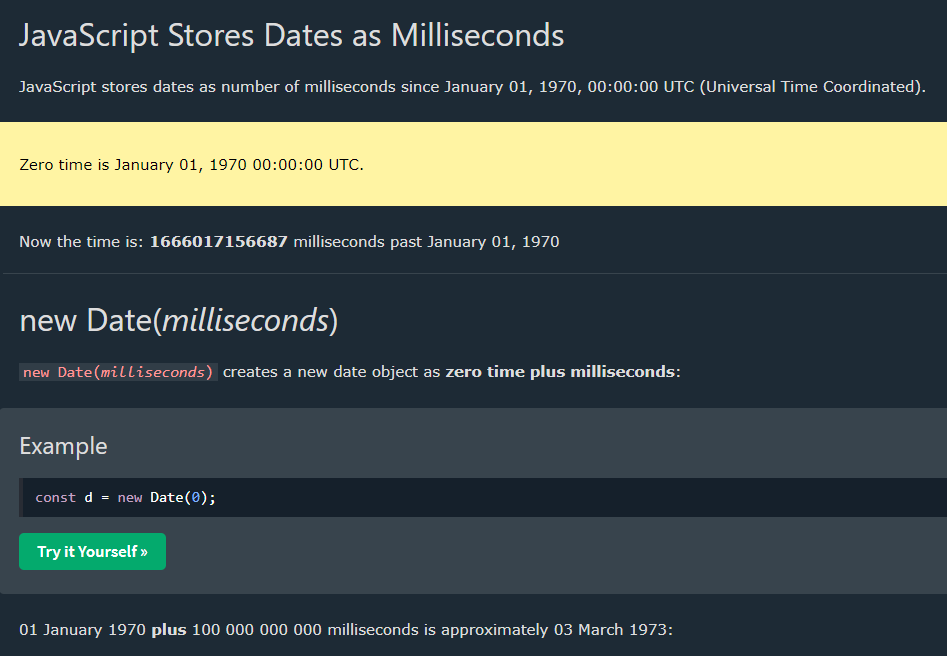 JavaScript Stores Dates as Milliseconds
JavaScript stores dates as number of milliseconds since January 01, 1970, 00:00:00 UTC (Universal Time Coordinated).
Zero time is January 01, 1970 00:00:00 UTC.
Now the time is: 1666017156687 milliseconds past January 01, 1970
new Date(milliseconds)
new Date(milliseconds) creates a new date object as zero time plus milliseconds:
Example
const d = new Date(0);
Try it Yourself »
01 January 1970 plus 100 000 000 000 milliseconds is approximately 03 March 1973: